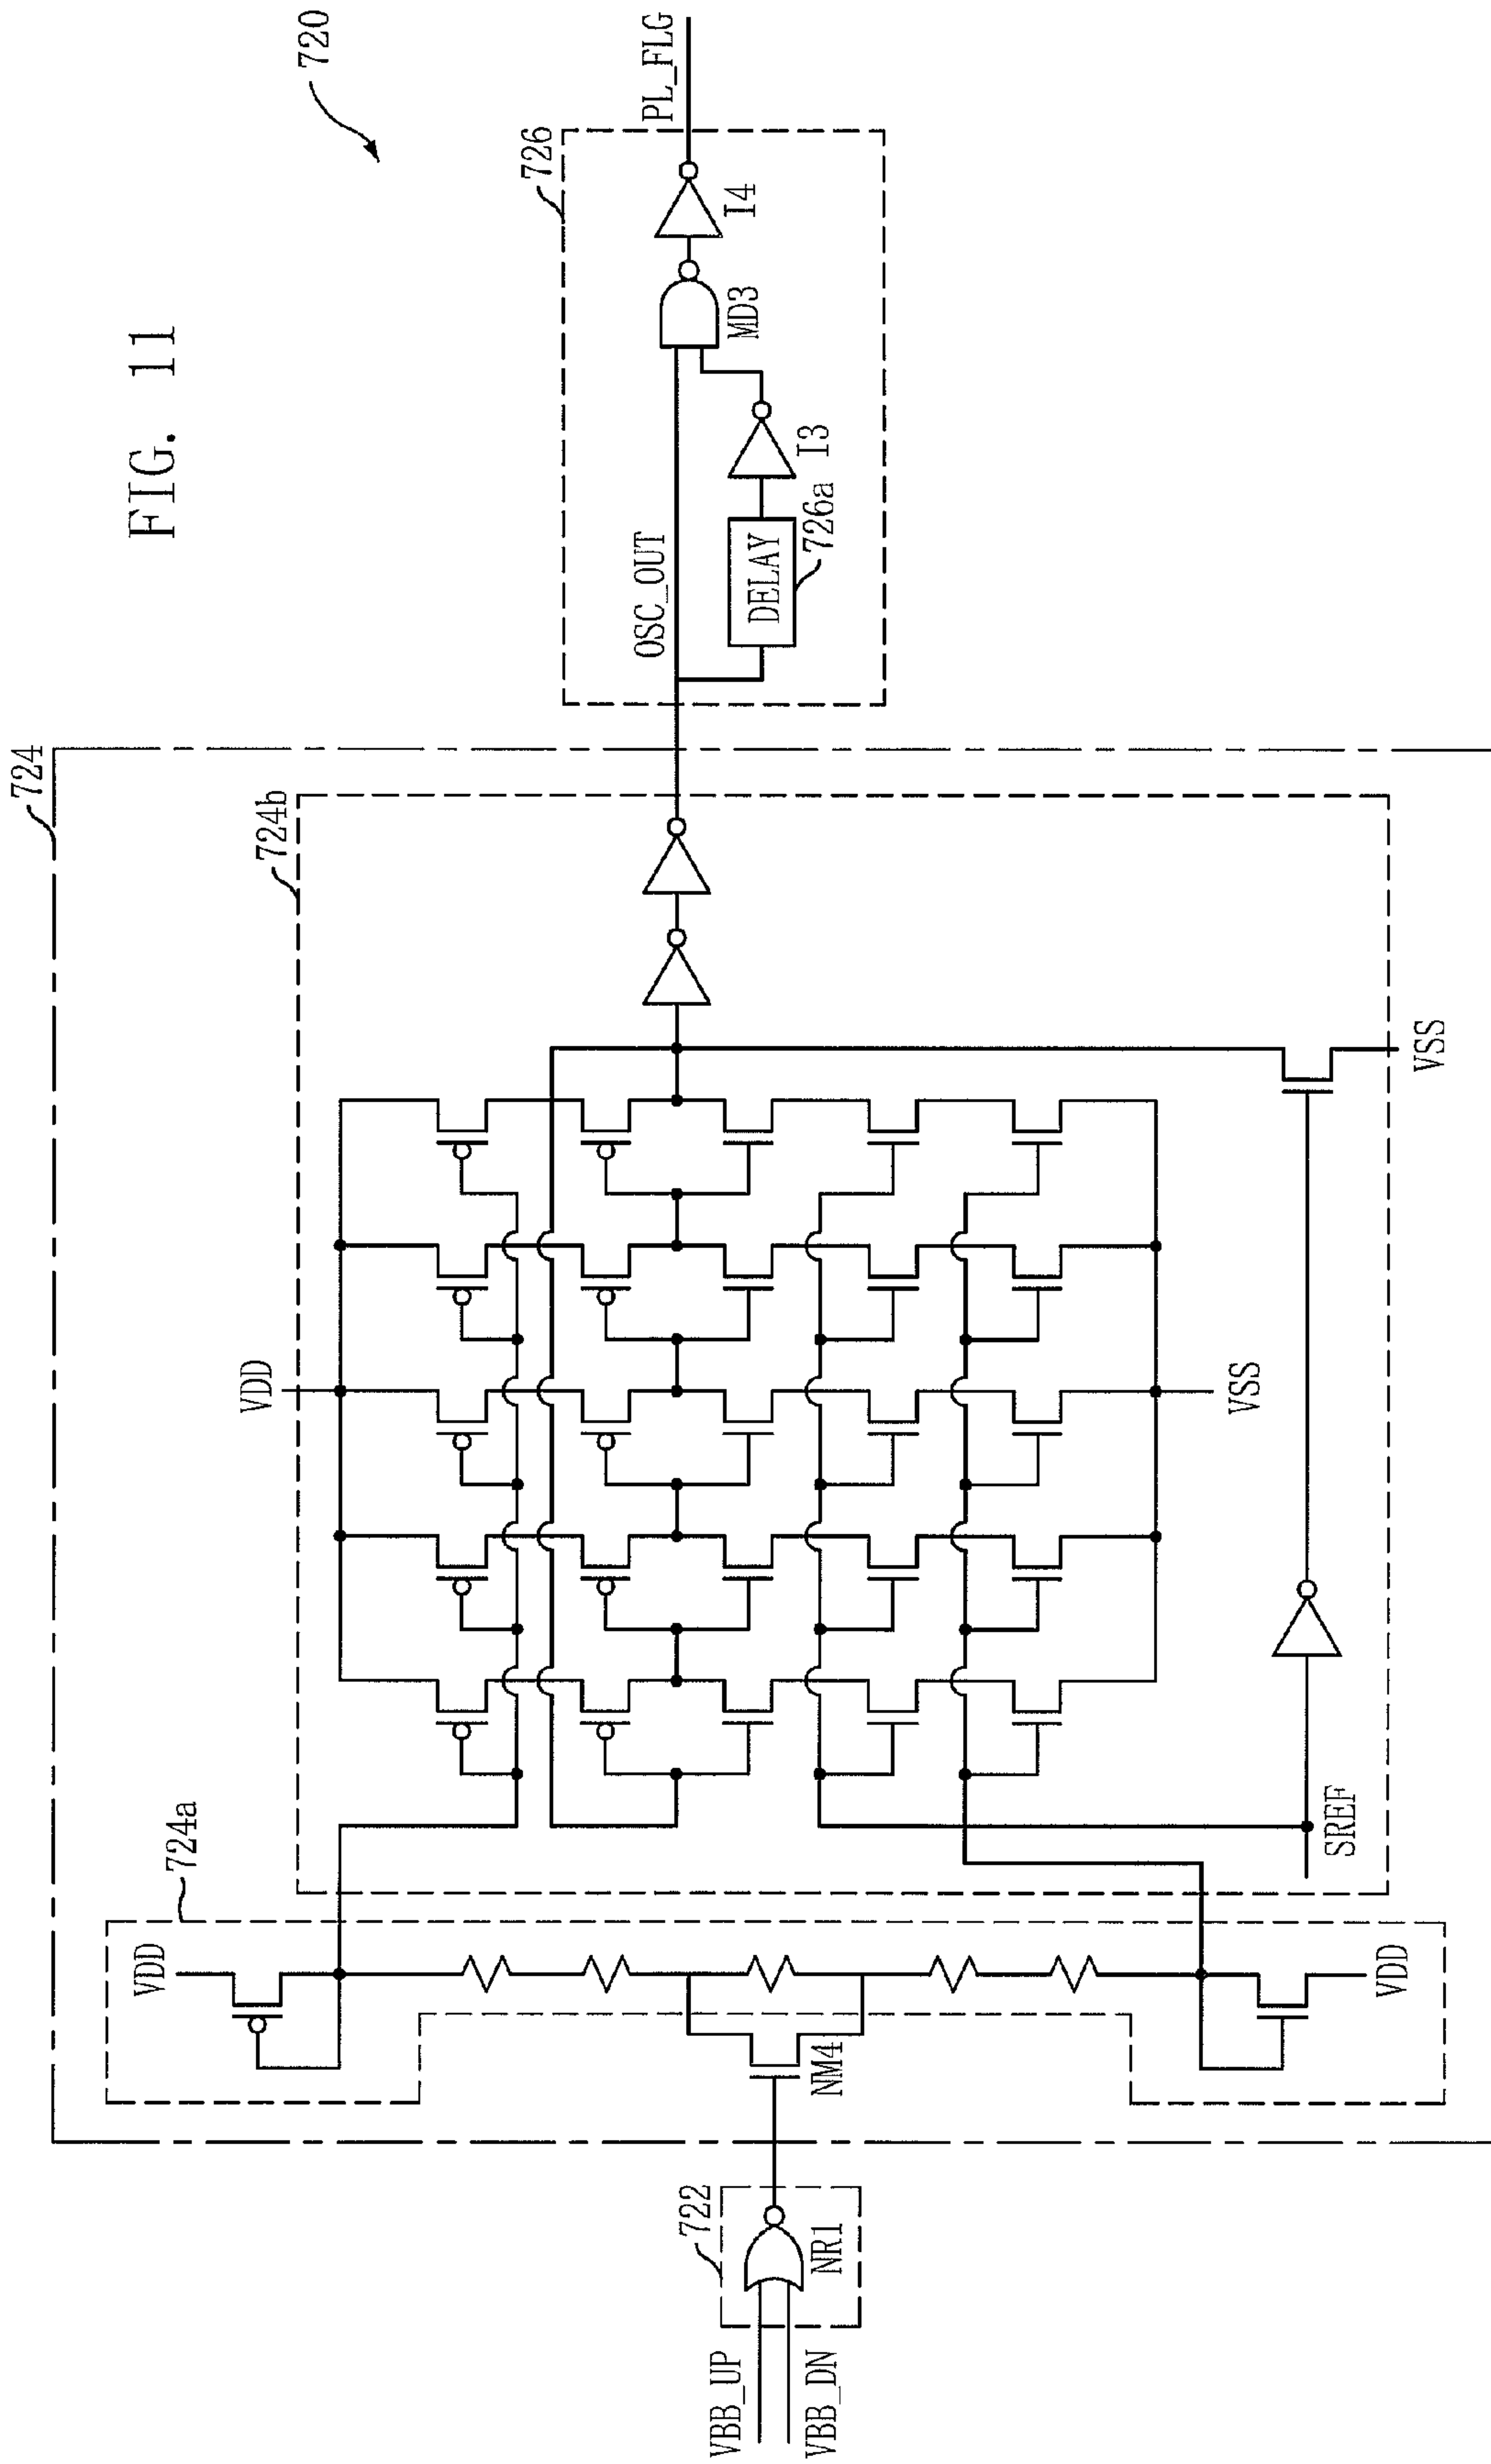 FIG. 11
720
724
724a
724b
726
722
VDD
VDD
VDD
VSS
VSS
SREF
VBB_UP
VBB_DN
NR1
NM4
OSC_OUT
DELAY
726a
I3
MD3
I4
PL_FLG